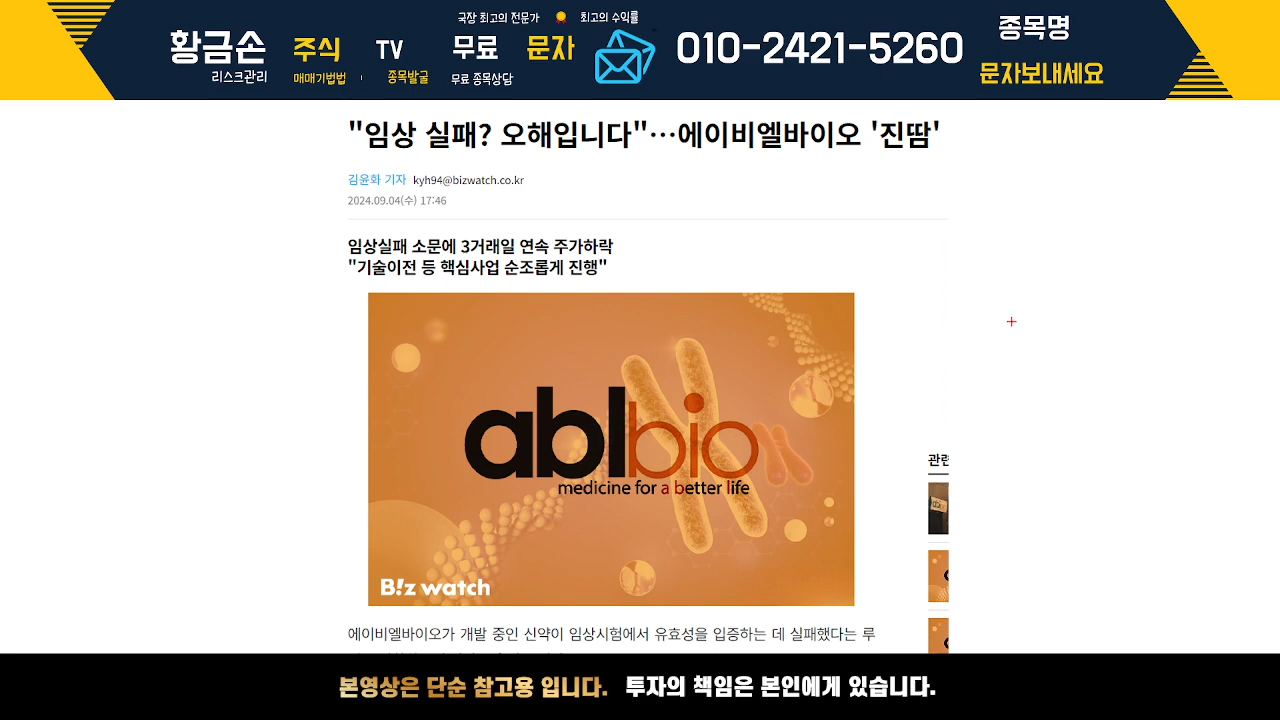 국장 최고의 전문가 최고의 수익률
황금손 주식 TV 무료 문자 010-2421-5260 종목명
리스크관리 매매기법법 종목발굴 무료 종목상담 문자보내세요
"임상 실패? 오해입니다"…에이비엘바이오 '진땀'
김윤화 기자 kyh94@bizwatch.co.kr
2024.09.04(수) 17:46
임상실패 소문에 3거래일 연속 주가하락
"기술이전 등 핵심사업 순조롭게 진행"
ablbio
medicine for a better life
관련
B!z watch
에이비엘바이오가 개발 중인 신약이 임상시험에서 유효성을 입증하는 데 실패했다는 루
본영상은 단순 참고용 입니다. 투자의 책임은 본인에게 있습니다.